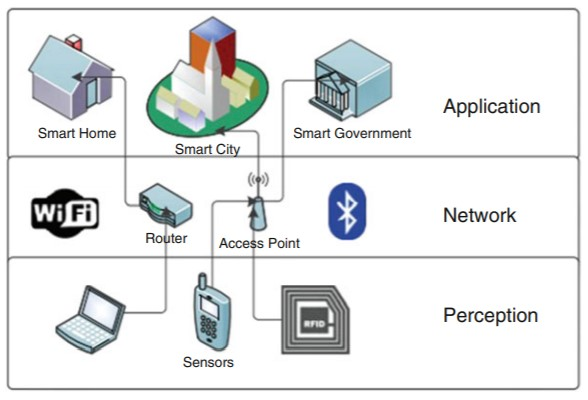 Smart Home
Smart City
Smart Government
Application
WiFi
Router
Access Point
Network
RFID
Sensors
Perception